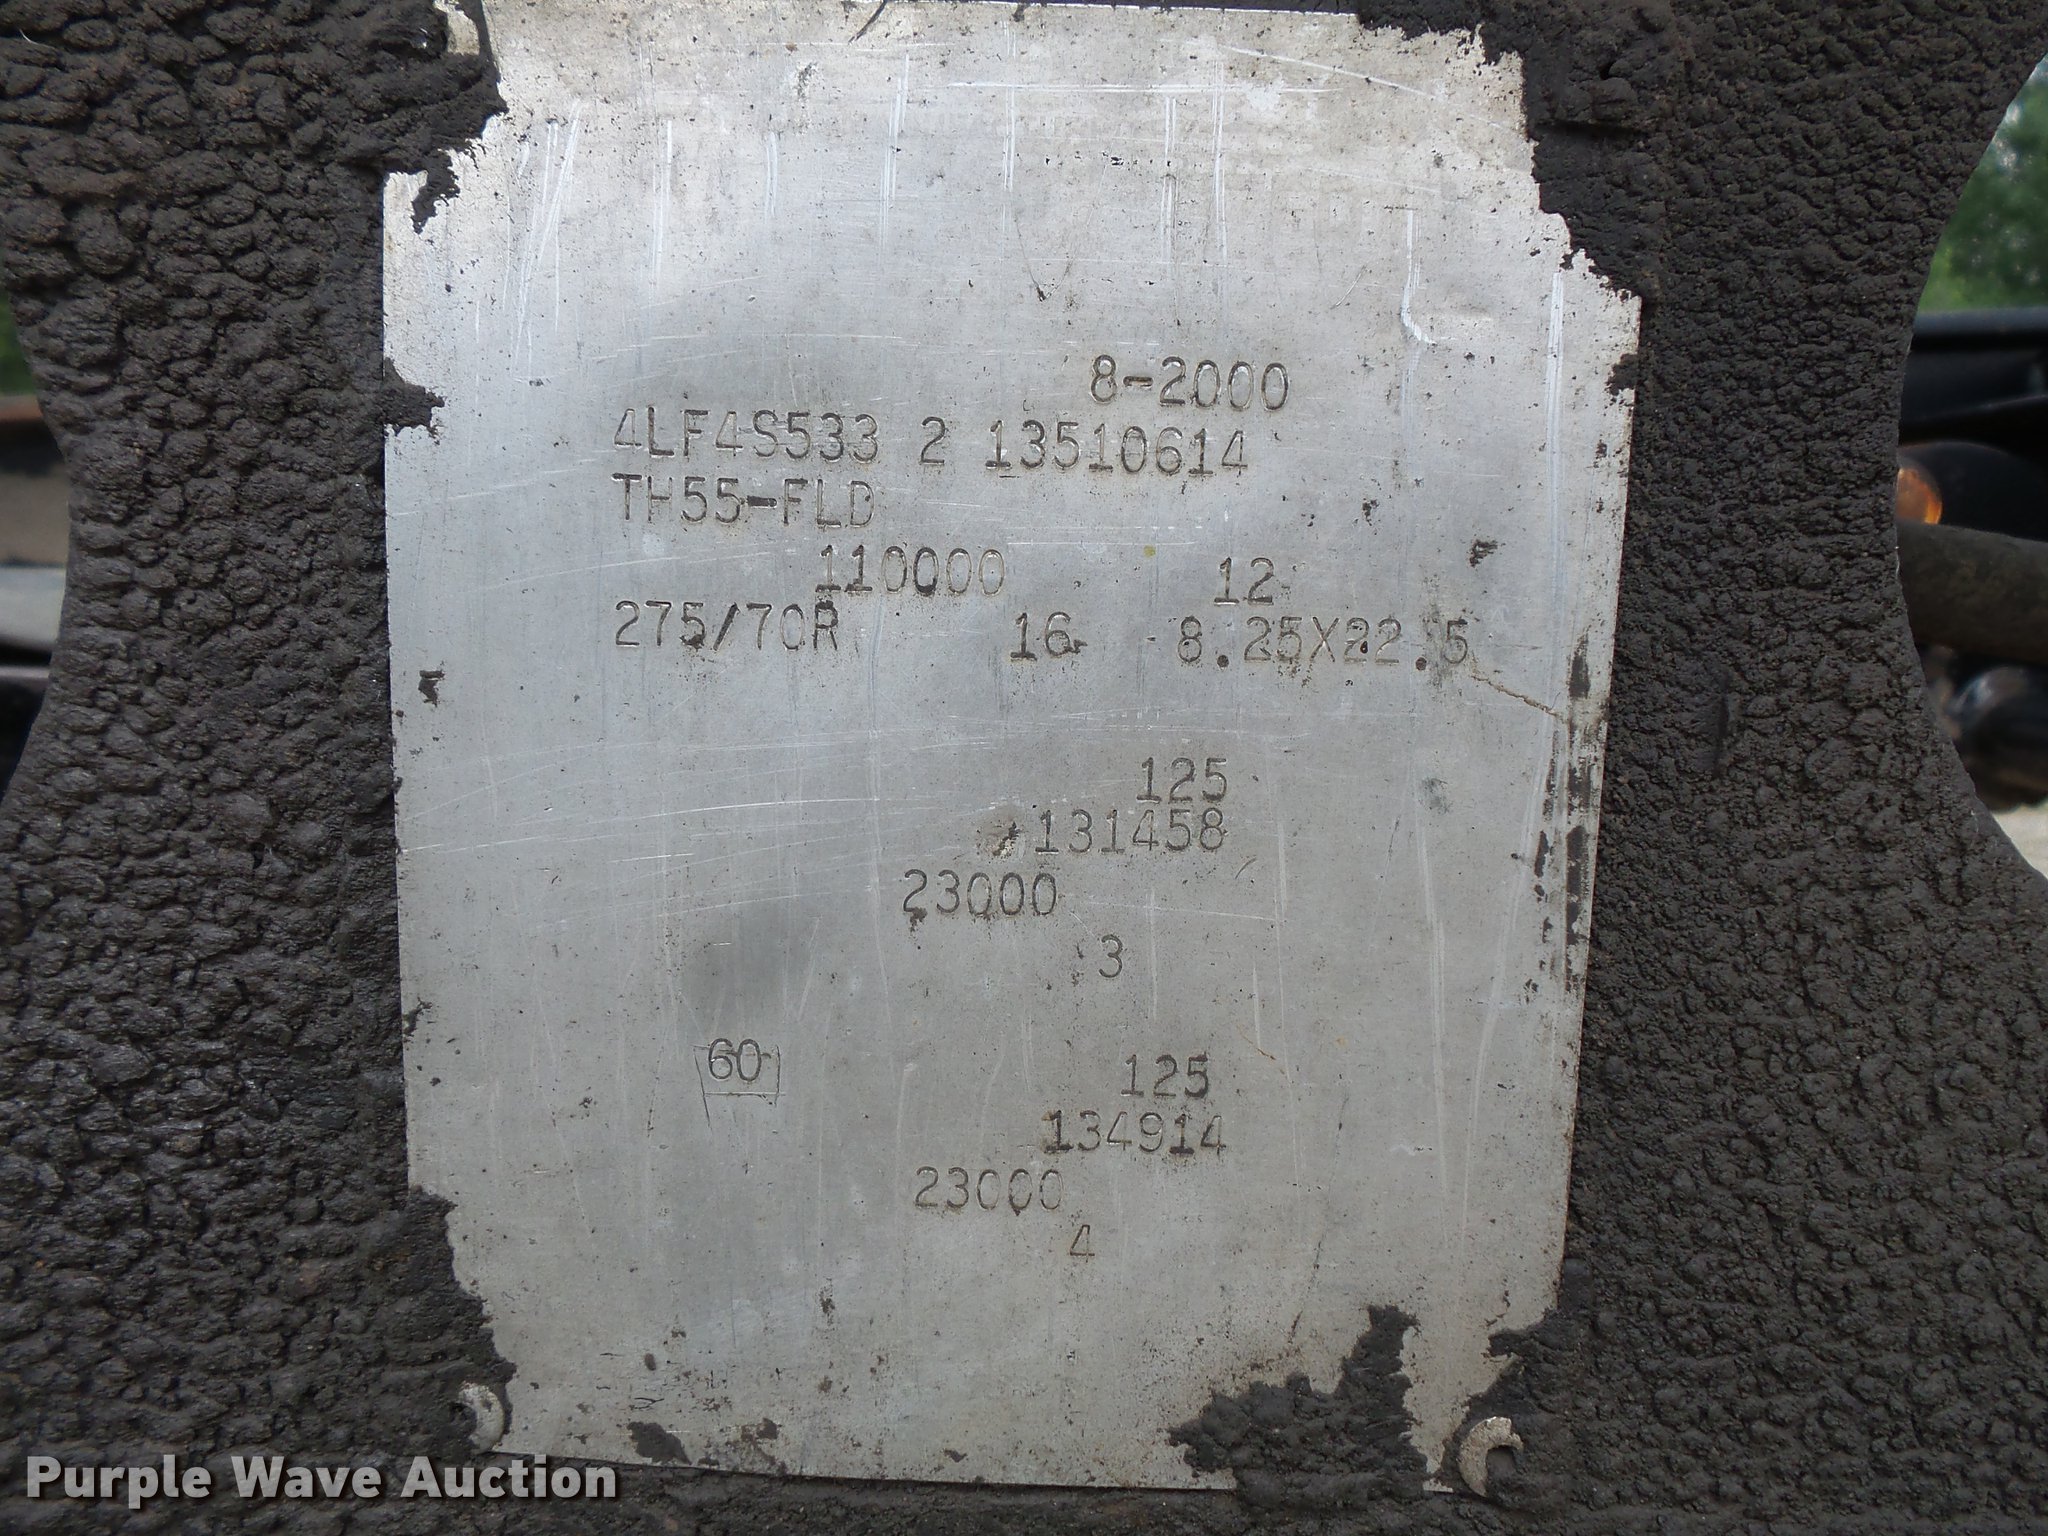 8-2000
4LF4S533 2 13510614
TH55-FLD
110000 12
275/70R 16 8.25X22.5
125
131458
23000
3
60 125
134914
23000
4
Purple Wave Auction